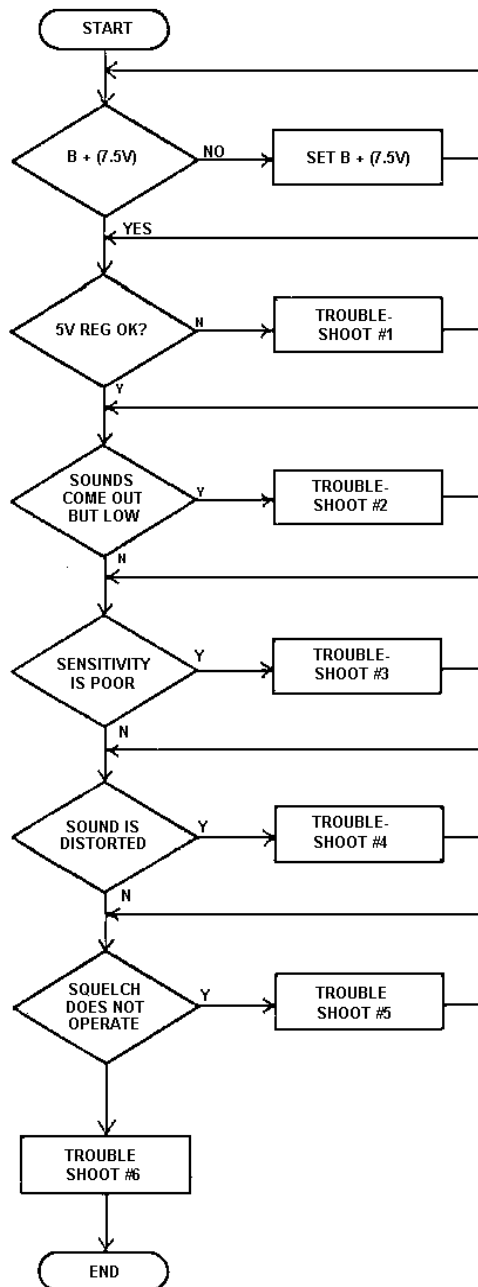 START
B + (7.5V)
NO
SET B + (7.5V)
YES
5V REG OK?
N
TROUBLE-
SHOOT #1
Y
SOUNDS
COME OUT
BUT LOW
Y
TROUBLE-
SHOOT #2
N
SENSITIVITY
IS POOR
Y
TROUBLE-
SHOOT #3
N
SOUND IS
DISTORTED
Y
TROUBLE-
SHOOT #4
N
SQUELCH
DOES NOT
OPERATE
Y
TROUBLE
SHOOT #5
TROUBLE
SHOOT #6
END